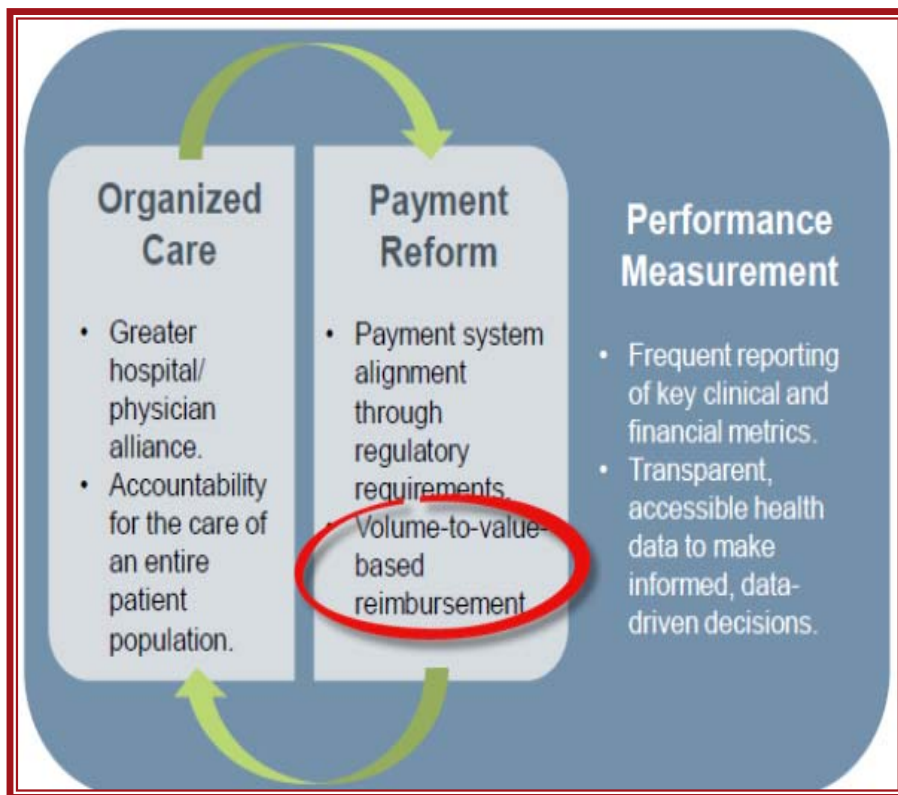 Organized
Care
• Greater
hospital/
physician
alliance.
• Accountability
for the care of
an entire
patient
population.
Payment
Reform
• Payment system
alignment
through
regulatory
requirements.
• Volume-to-value-
based
reimbursement
Performance
Measurement
• Frequent reporting
of key clinical and
financial metrics.
• Transparent,
accessible health
data to make
informed, data-
driven decisions.